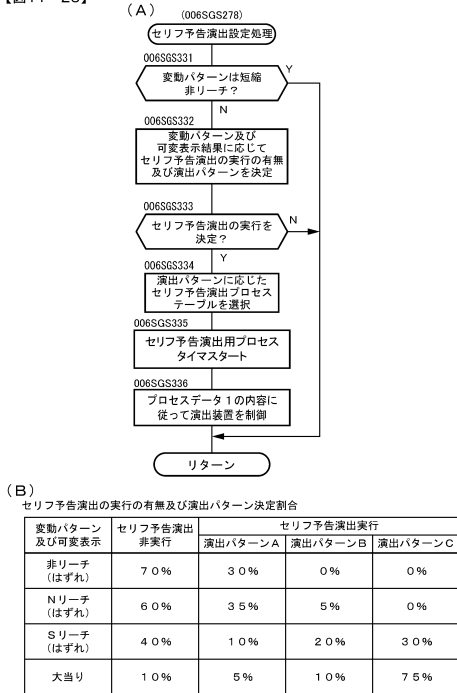 (A)
(006SGS278)
セリフ予告演出設定処理
006SGS331
変動パターンは短縮
非リーチ？
Y
N
006SGS332
変動パターン及び
可変表示結果に応じて
セリフ予告演出の実行の有無
及び演出パターンを決定
006SGS333
セリフ予告演出の実行を
決定？
N
Y
006SGS334
演出パターンに応じた
セリフ予告演出プロセス
テーブルを選択
006SGS335
セリフ予告演出用プロセス
タイマスタート
006SGS336
プロセスデータ１の内容に
従って演出装置を制御
リターン
(B)
セリフ予告演出の実行の有無及び演出パターン決定割合
変動パターン
及び可変表示
セリフ予告演出
非実行
セリフ予告演出実行
演出パターンA 演出パターンB 演出パターンC
非リーチ
(はずれ)
70% 30% 0% 0%
Nリーチ
(はずれ)
60% 35% 5% 0%
Sリーチ
(はずれ)
40% 10% 20% 30%
大当り 10% 5% 10% 75%